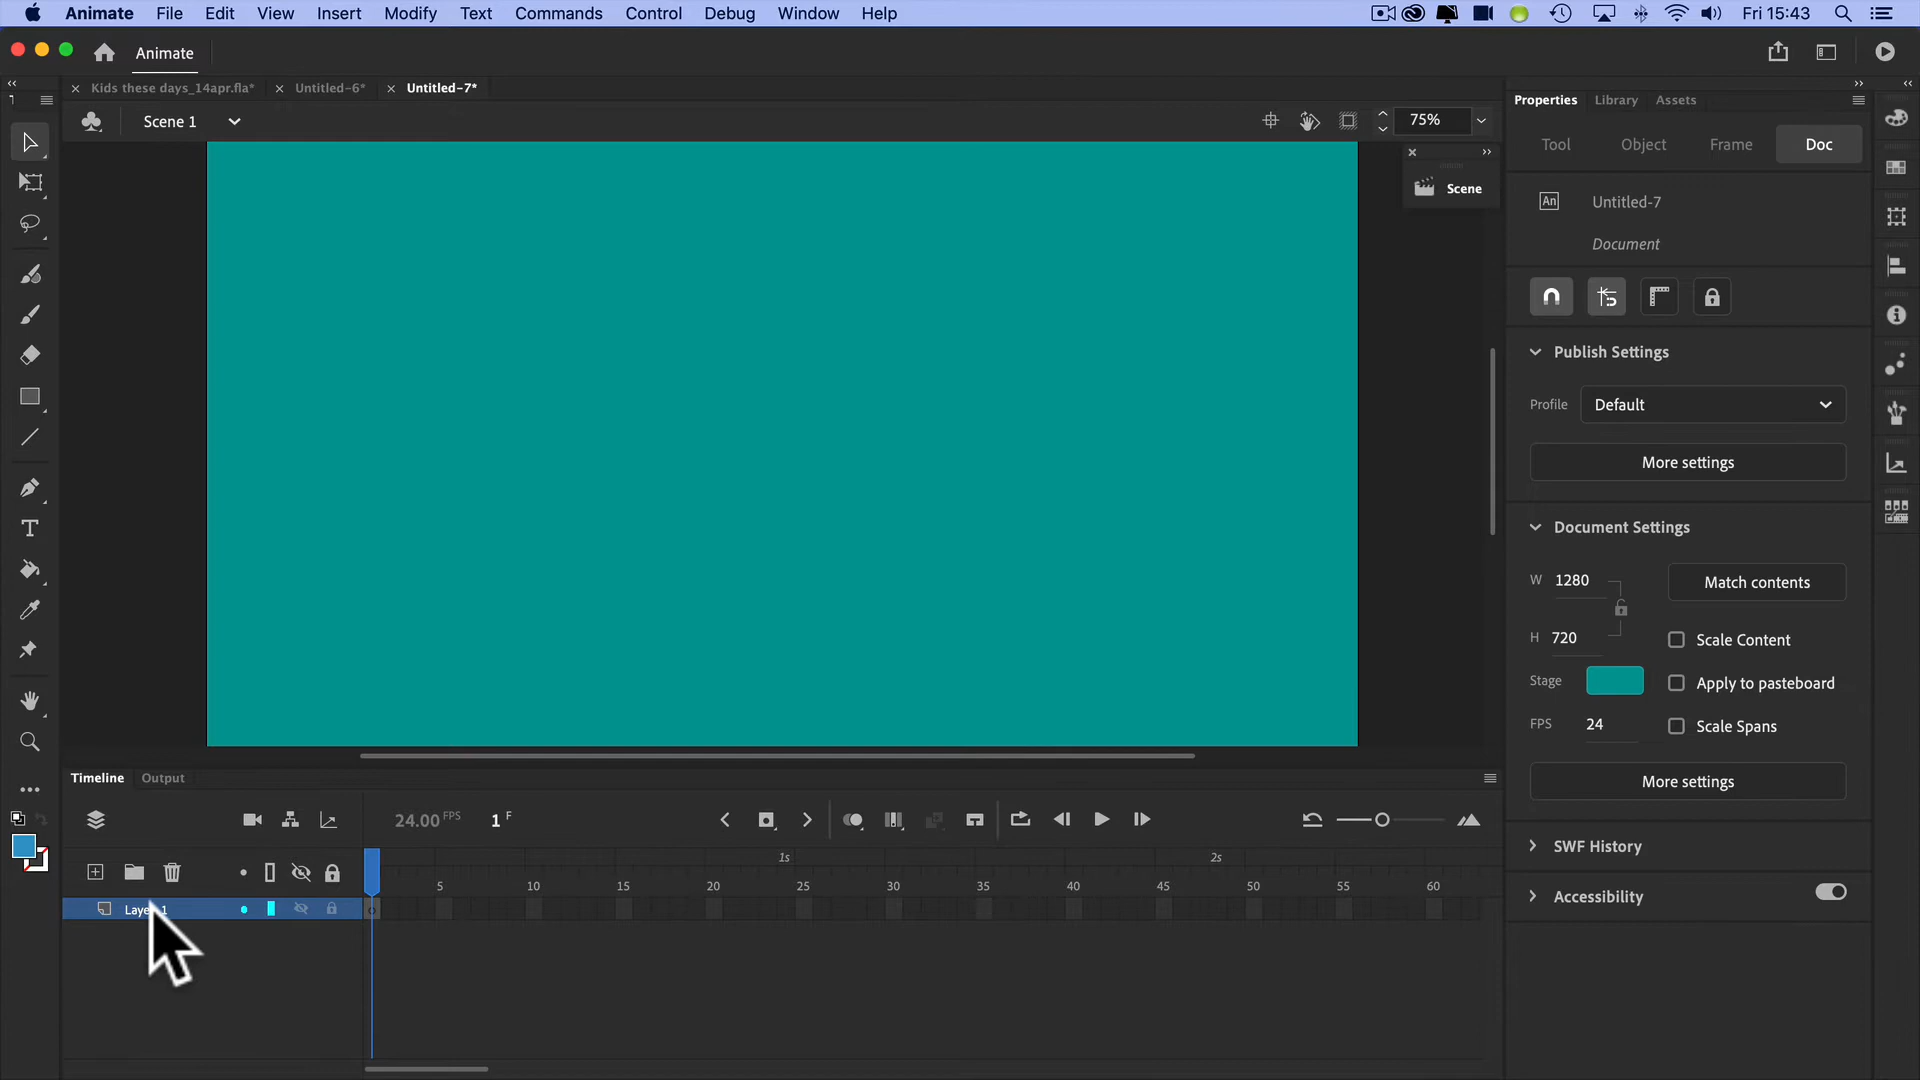 Animate File Edit View Insert Modify Text Commands Control Debug Window Help Fri 15:43
Animate
Kids these days_14apr.fla* Untitled-6* Untitled-7*
Scene 1 75%
Scene
Properties Library Assets
Tool Object Frame Doc
An Untitled-7
Document
Publish Settings
Profile Default
More settings
Document Settings
W 1280 Match contents
H 720 Scale Content
Stage Apply to pasteboard
FPS 24 Scale Spans
More settings
SWF History
Accessibility
Timeline Output
24.00 FPS 1 F
1s 2s
5 10 15 20 25 30 35 40 45 50 55 60